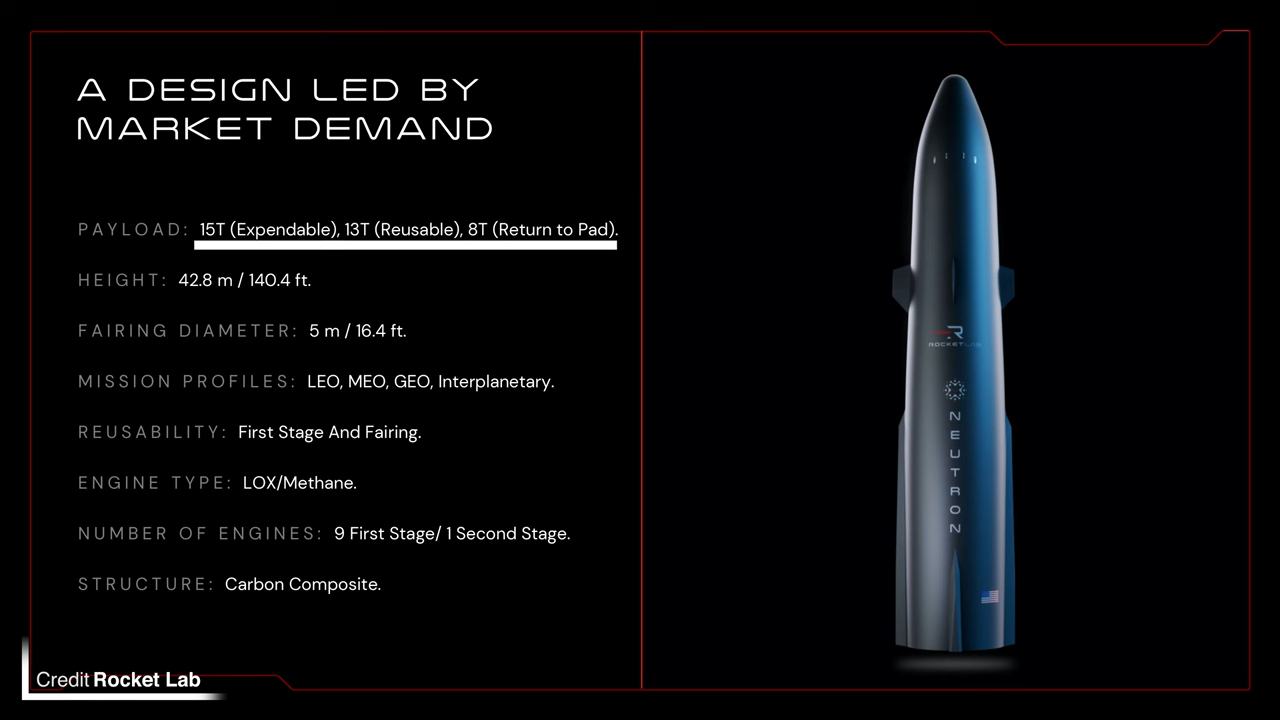 A DESIGN LED BY
MARKET DEMAND
PAYLOAD: 15T (Expendable), 13T (Reusable), 8T (Return to Pad).
HEIGHT: 42.8 m / 140.4 ft.
FAIRING DIAMETER: 5 m / 16.4 ft.
MISSION PROFILES: LEO, MEO, GEO, Interplanetary.
REUSABILITY: First Stage And Fairing.
ENGINE TYPE: LOX/Methane.
NUMBER OF ENGINES: 9 First Stage/ 1 Second Stage.
STRUCTURE: Carbon Composite.
Credit Rocket Lab
ROCKETLAB
NEUTRON